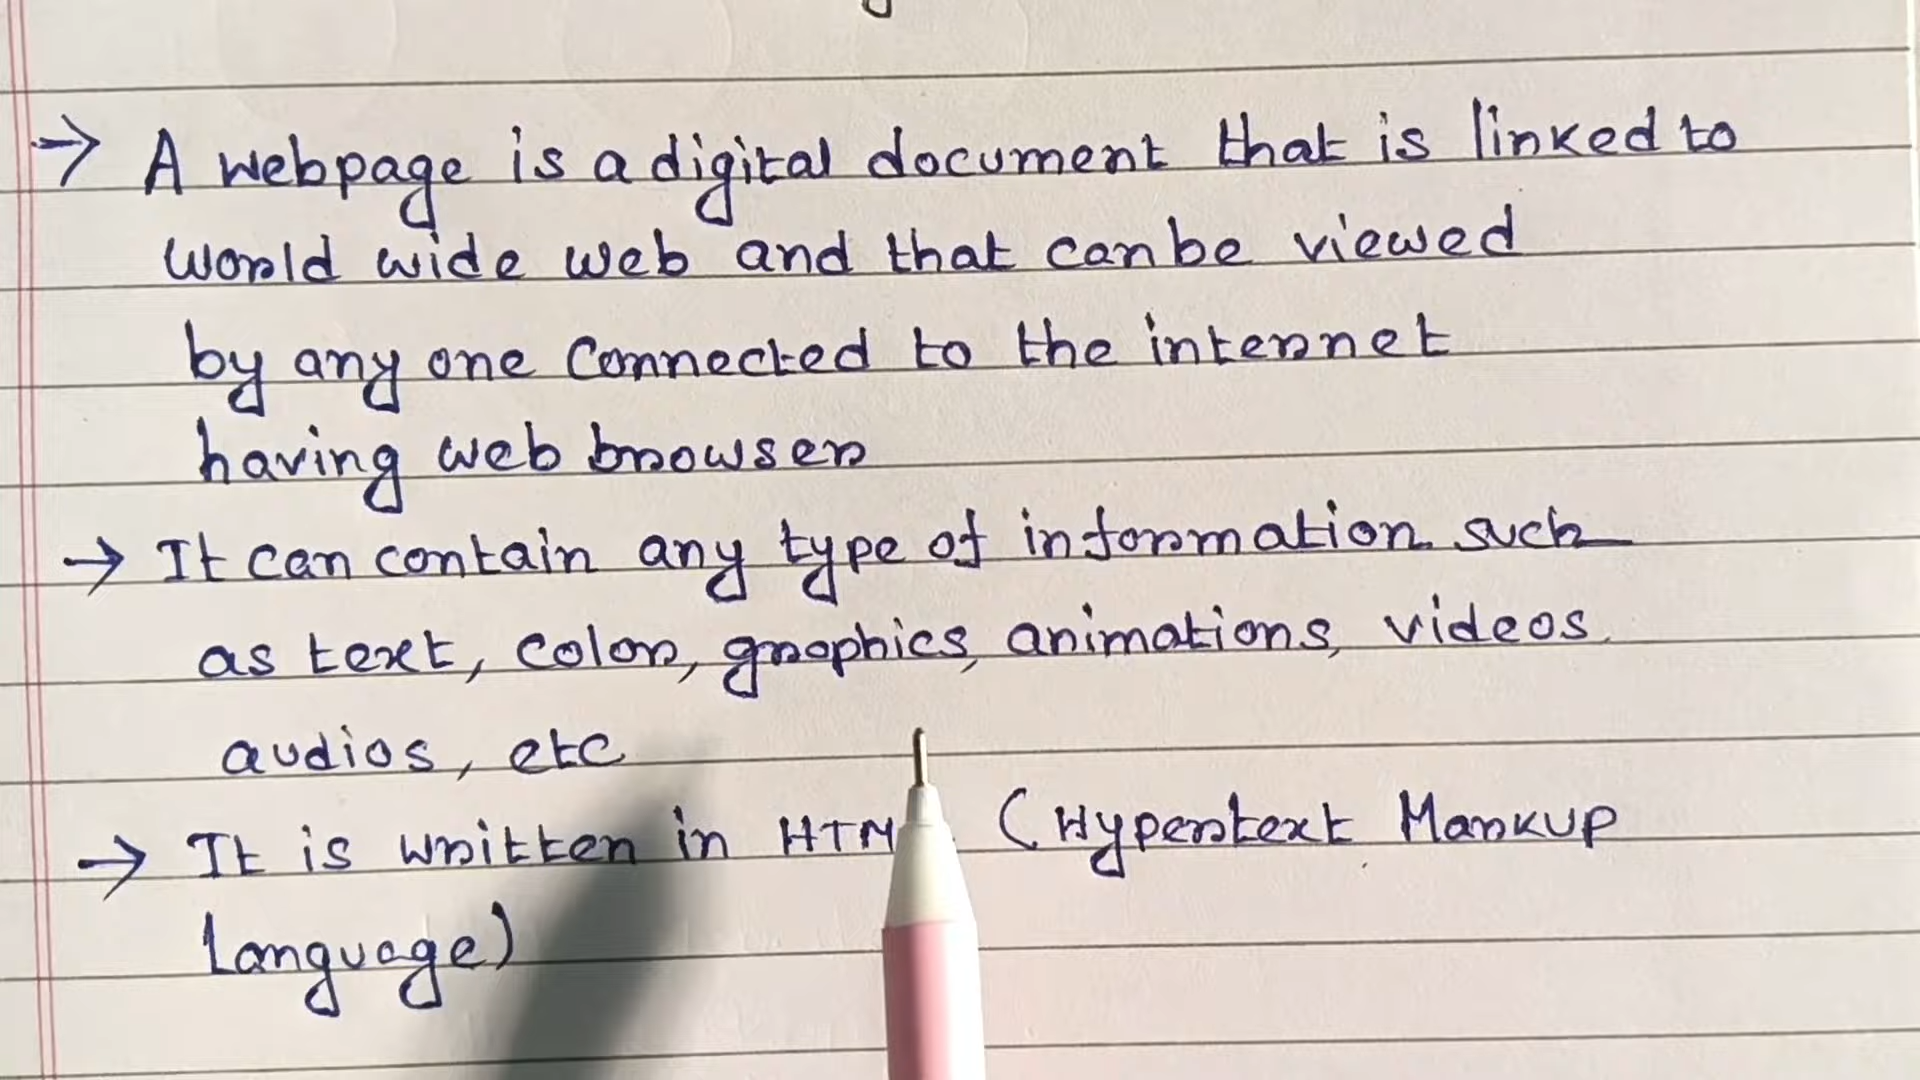 → A webpage is a digital document that is linked to
world wide web and that can be viewed
by any one connected to the internet
having web browser
→ It can contain any type of information such
as text, color, graphics, animations, videos
audios, etc
→ It is written in HTM (Hypertext Markup
Language)